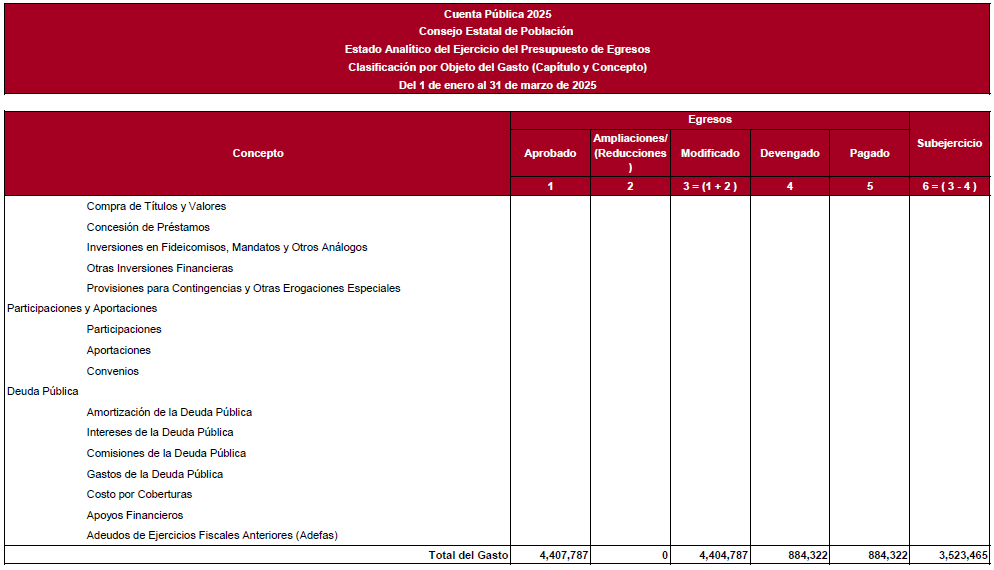 Cuenta Pública 2025
Consejo Estatal de Población
Estado Analítico del Ejercicio del Presupuesto de Egresos
Clasificación por Objeto del Gasto (Capítulo y Concepto)
Del 1 de enero al 31 de marzo de 2025
Egresos
Concepto Aprobado Ampliaciones/ (Reducciones ) Modificado Devengado Pagado Subejercicio
1 2 3 = (1 + 2 ) 4 5 6 = ( 3 - 4 )
Compra de Títulos y Valores
Concesión de Préstamos
Inversiones en Fideicomisos, Mandatos y Otros Análogos
Otras Inversiones Financieras
Provisiones para Contingencias y Otras Erogaciones Especiales
Participaciones y Aportaciones
Participaciones
Aportaciones
Convenios
Deuda Pública
Amortización de la Deuda Pública
Intereses de la Deuda Pública
Comisiones de la Deuda Pública
Gastos de la Deuda Pública
Costo por Coberturas
Apoyos Financieros
Adeudos de Ejercicios Fiscales Anteriores (Adefas)
Total del Gasto 4,407,787 0 4,404,787 884,322 884,322 3,523,465